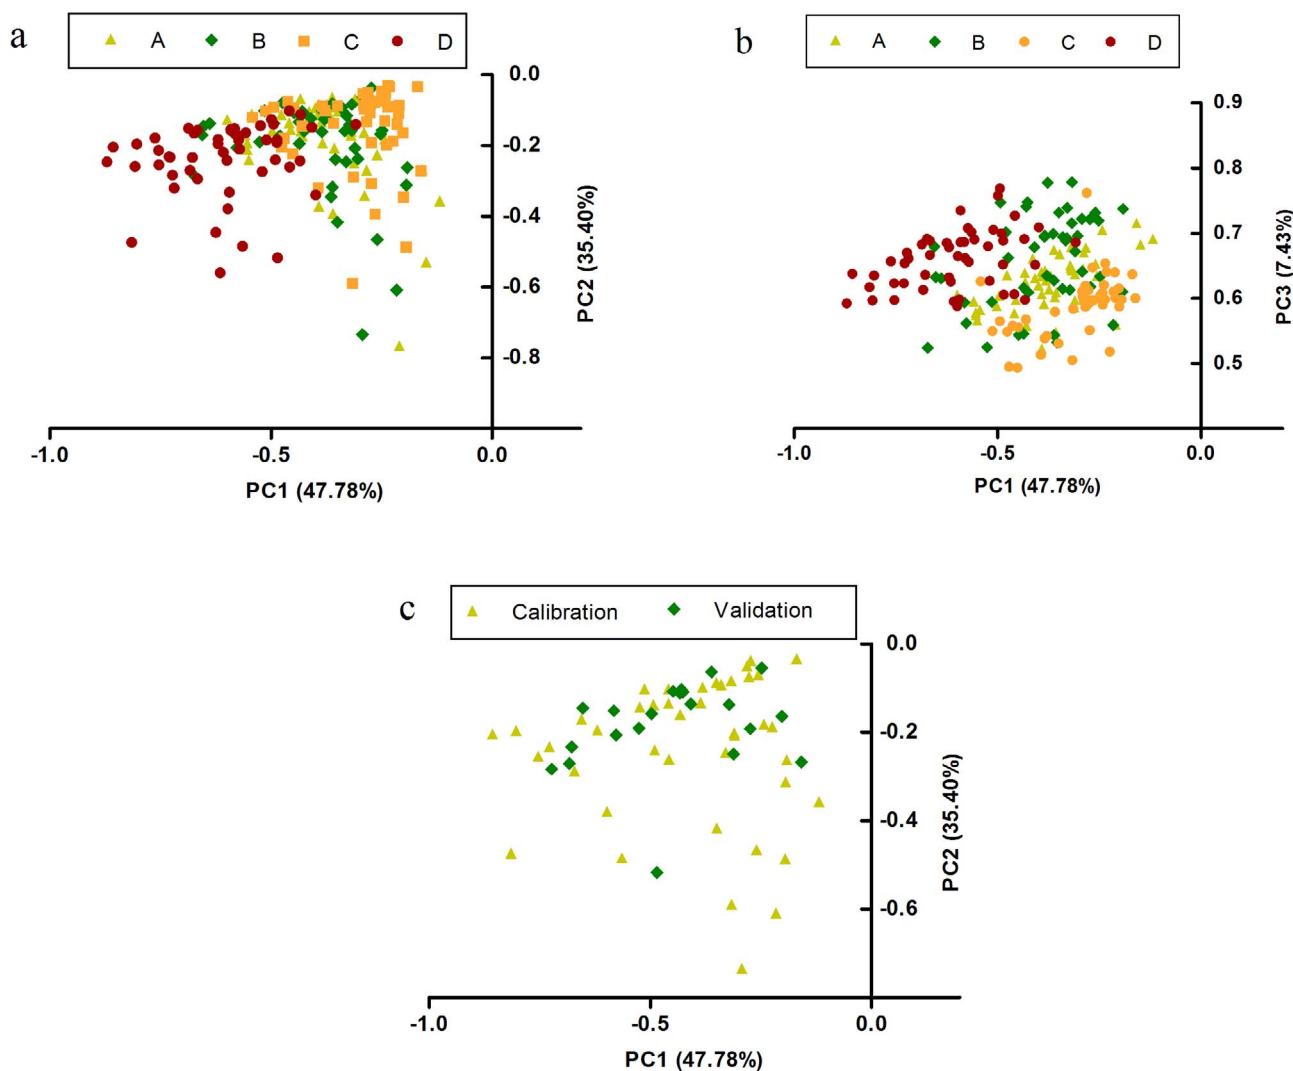 a
A B C D
0.0
-0.2
-0.4
-0.6
-0.8
PC2 (35.40%)
-1.0 -0.5 0.0
PC1 (47.78%)
b
A B C D
0.9
0.8
0.7
0.6
0.5
PC3 (7.43%)
-1.0 -0.5 0.0
PC1 (47.78%)
c
Calibration Validation
0.0
-0.2
-0.4
-0.6
PC2 (35.40%)
-1.0 -0.5 0.0
PC1 (47.78%)